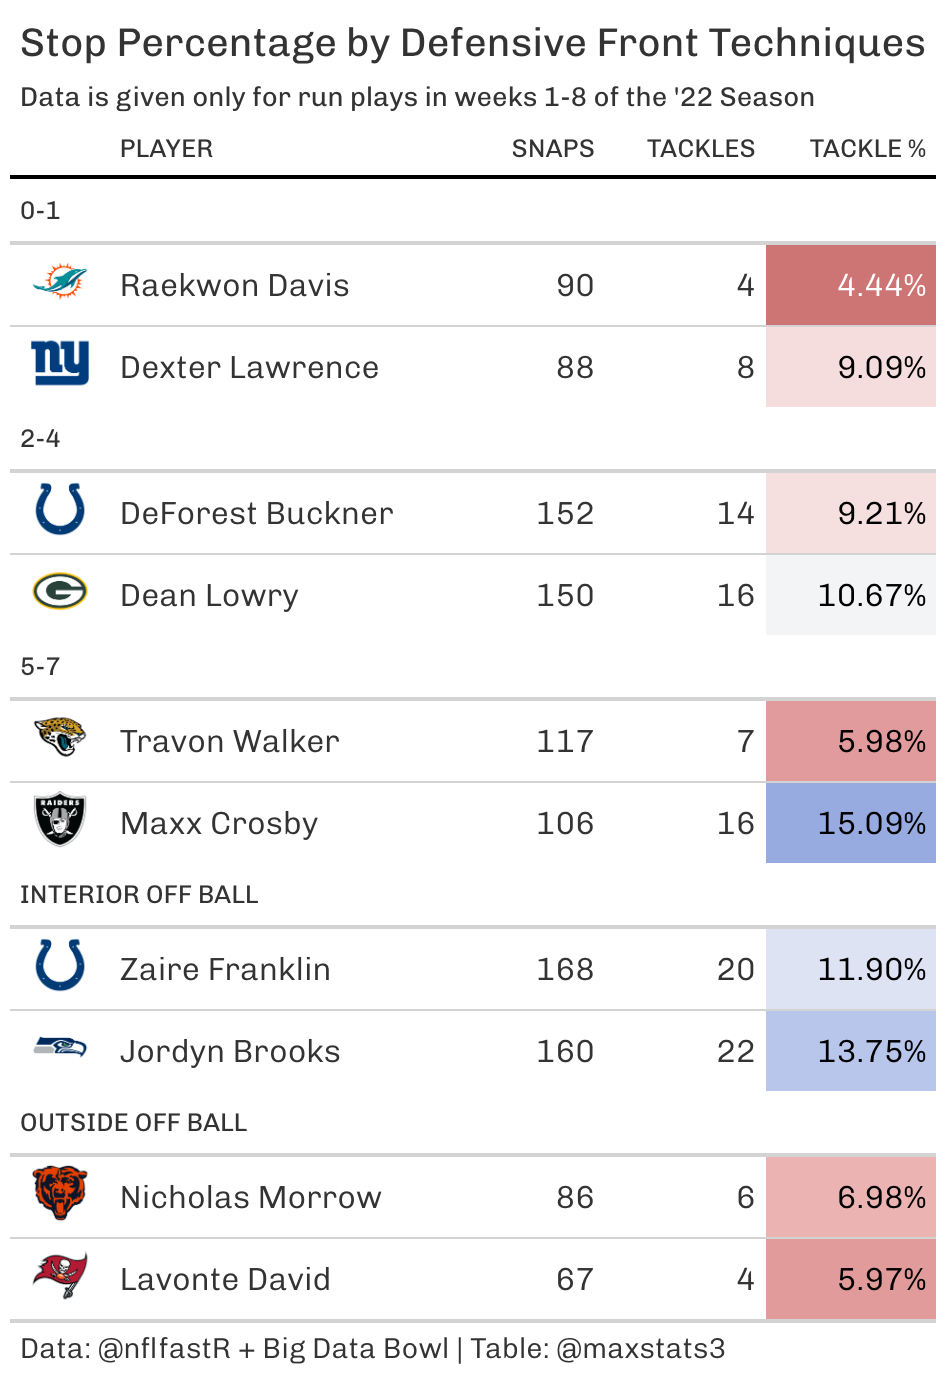 Stop Percentage by Defensive Front Techniques
Data is given only for run plays in weeks 1-8 of the '22 Season
PLAYER SNAPS TACKLES TACKLE %
0-1
Raekwon Davis 90 4 4.44%
ny Dexter Lawrence 88 8 9.09%
2-4
DeForest Buckner 152 14 9.21%
G Dean Lowry 150 16 10.67%
5-7
Travon Walker 117 7 5.98%
RAIDERS Maxx Crosby 106 16 15.09%
INTERIOR OFF BALL
Zaire Franklin 168 20 11.90%
Jordyn Brooks 160 22 13.75%
OUTSIDE OFF BALL
Nicholas Morrow 86 6 6.98%
Lavonte David 67 4 5.97%
Data: @nflfastR + Big Data Bowl | Table: @maxstats3